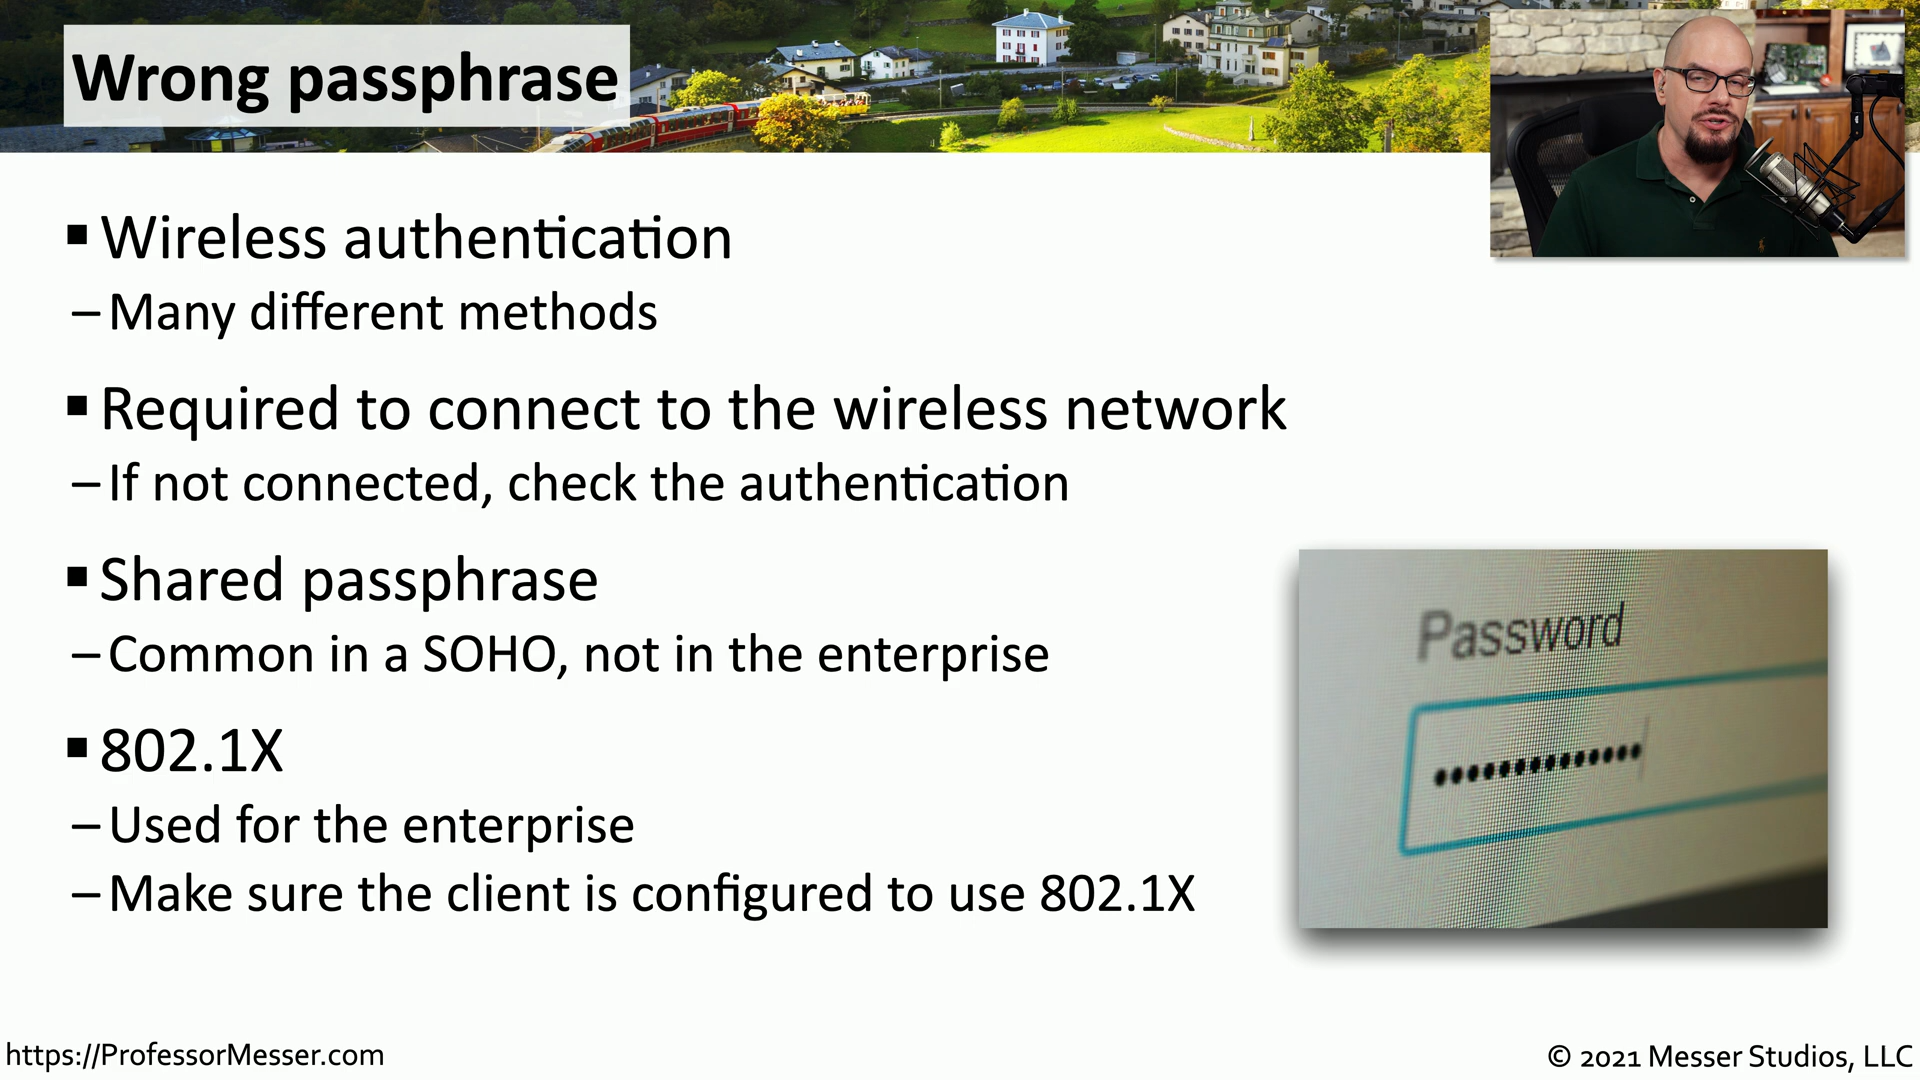 Wrong passphrase
▪ Wireless authentication
– Many different methods
▪ Required to connect to the wireless network
– If not connected, check the authentication
▪ Shared passphrase
– Common in a SOHO, not in the enterprise
▪ 802.1X
– Used for the enterprise
– Make sure the client is configured to use 802.1X
Password
https://ProfessorMesser.com
© 2021 Messer Studios, LLC